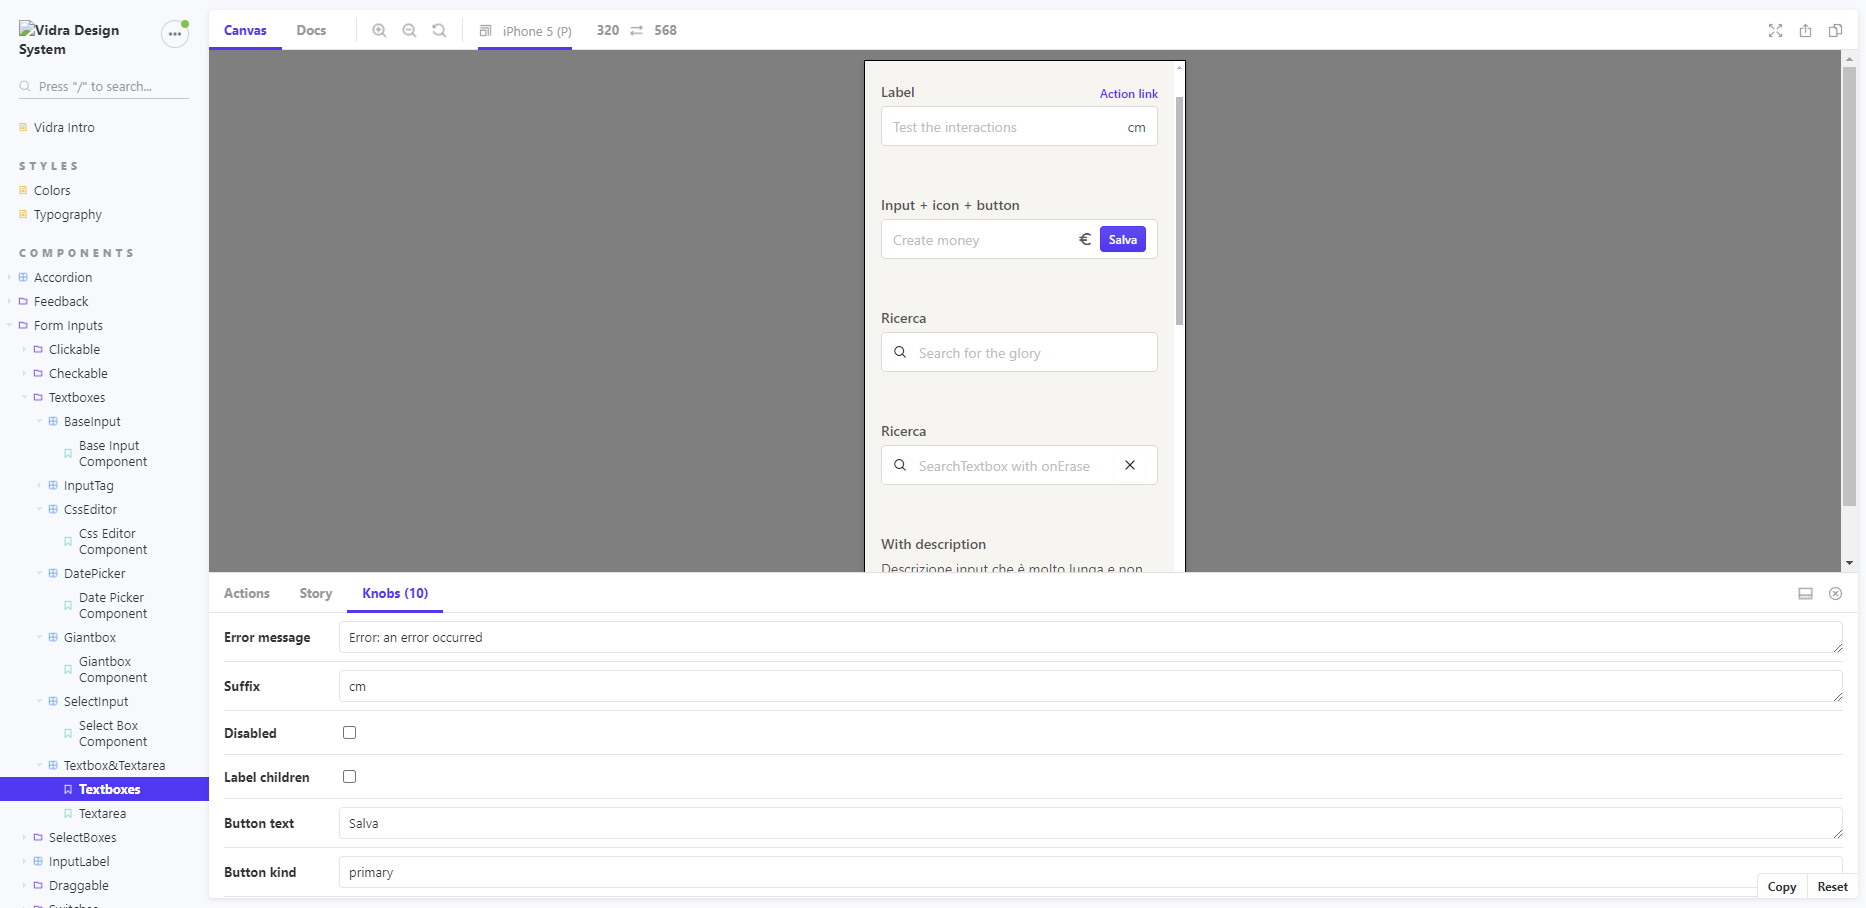 Vidra Design
System
Press "/" to search...
Vidra Intro
STYLES
Colors
Typography
COMPONENTS
Accordion
Feedback
Form Inputs
Clickable
Checkable
Textboxes
BaseInput
Base Input
Component
InputTag
CssEditor
Css Editor
Component
DatePicker
Date Picker
Component
Giantbox
Giantbox
Component
SelectInput
Select Box
Component
Textbox&Textarea
Textboxes
Textarea
SelectBoxes
InputLabel
Draggable
Switches
Canvas Docs iPhone 5 (P) 320 568
Label Action link
Test the interactions cm
Input + icon + button
Create money € Salva
Ricerca
Search for the glory
Ricerca
SearchTextbox with onErase
With description
Descrizione input che è molto lunga e non
Actions Story Knobs (10)
Error message Error: an error occurred
Suffix cm
Disabled
Label children
Button text Salva
Button kind primary
Copy Reset